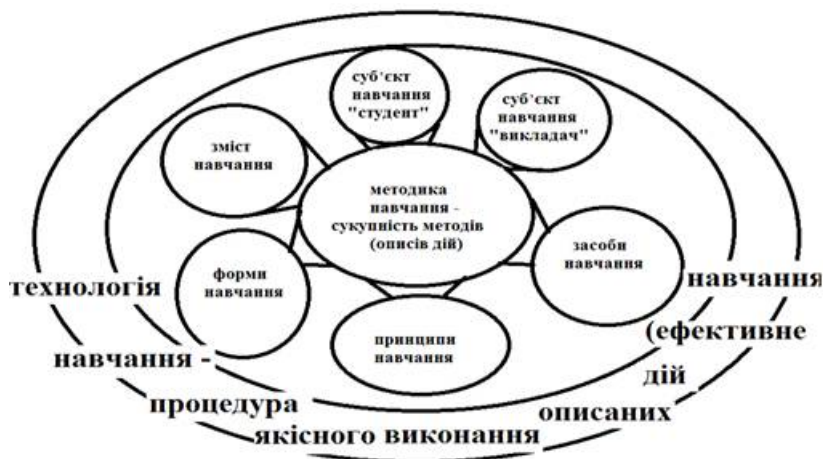 суб'єкт
навчання
"студент"
суб'єкт
навчання
"викладач"
зміст
навчання
методика
навчання -
сукупність методів
(описів дій)
засоби
навчання
форми
навчання
принципи
навчання
технологія
навчання -
процедура
якісного виконання
описаних
дій
(ефективне
навчання